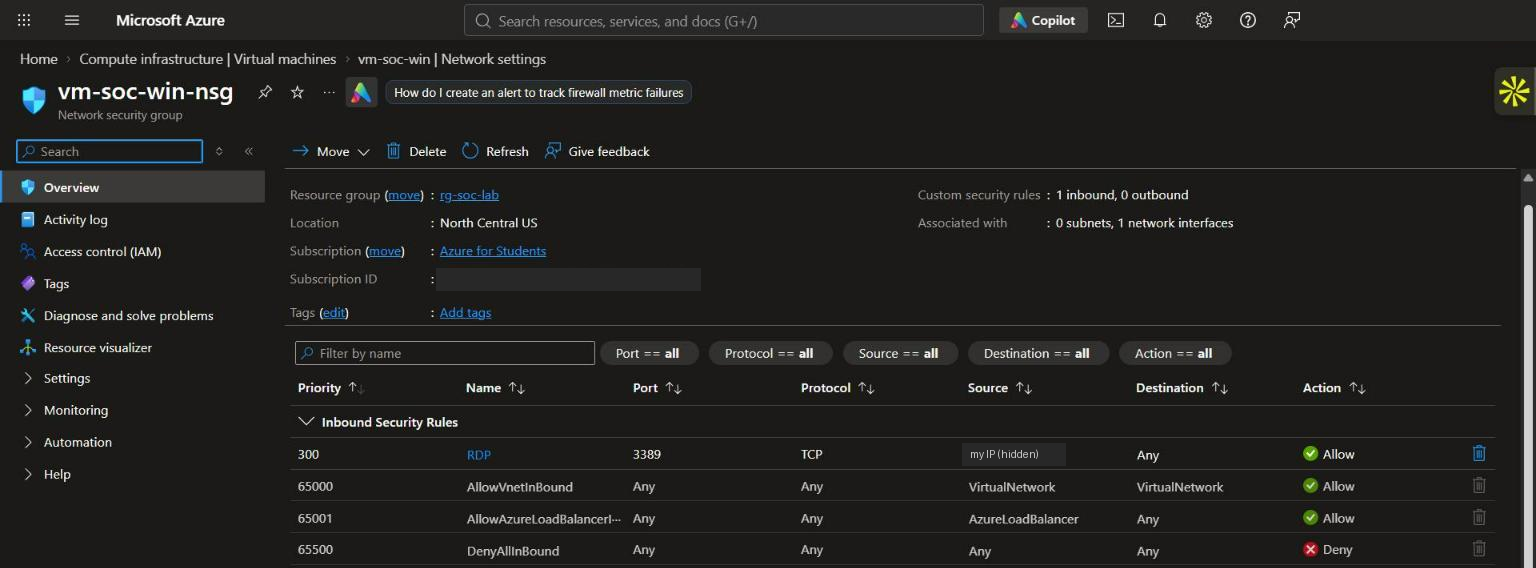 Microsoft Azure
Search resources, services, and docs (G+/)
Copilot
Home > Compute infrastructure | Virtual machines > vm-soc-win | Network settings
vm-soc-win-nsg
Network security group
How do I create an alert to track firewall metric failures
Search
Move
Delete
Refresh
Give feedback
Overview
Activity log
Access control (IAM)
Tags
Diagnose and solve problems
Resource visualizer
Settings
Monitoring
Automation
Help
Resource group (move) : rg-soc-lab
Location : North Central US
Subscription (move) : Azure for Students
Subscription ID :
Tags (edit) : Add tags
Custom security rules : 1 inbound, 0 outbound
Associated with : 0 subnets, 1 network interfaces
Filter by name
Port == all
Protocol == all
Source == all
Destination == all
Action == all
Priority Name Port Protocol Source Destination Action
Inbound Security Rules
300 RDP 3389 TCP my IP (hidden) Any Allow
65000 AllowVnetInBound Any Any VirtualNetwork VirtualNetwork Allow
65001 AllowAzureLoadBalancerI··· Any Any AzureLoadBalancer Any Allow
65500 DenyAllInBound Any Any Any Any Deny